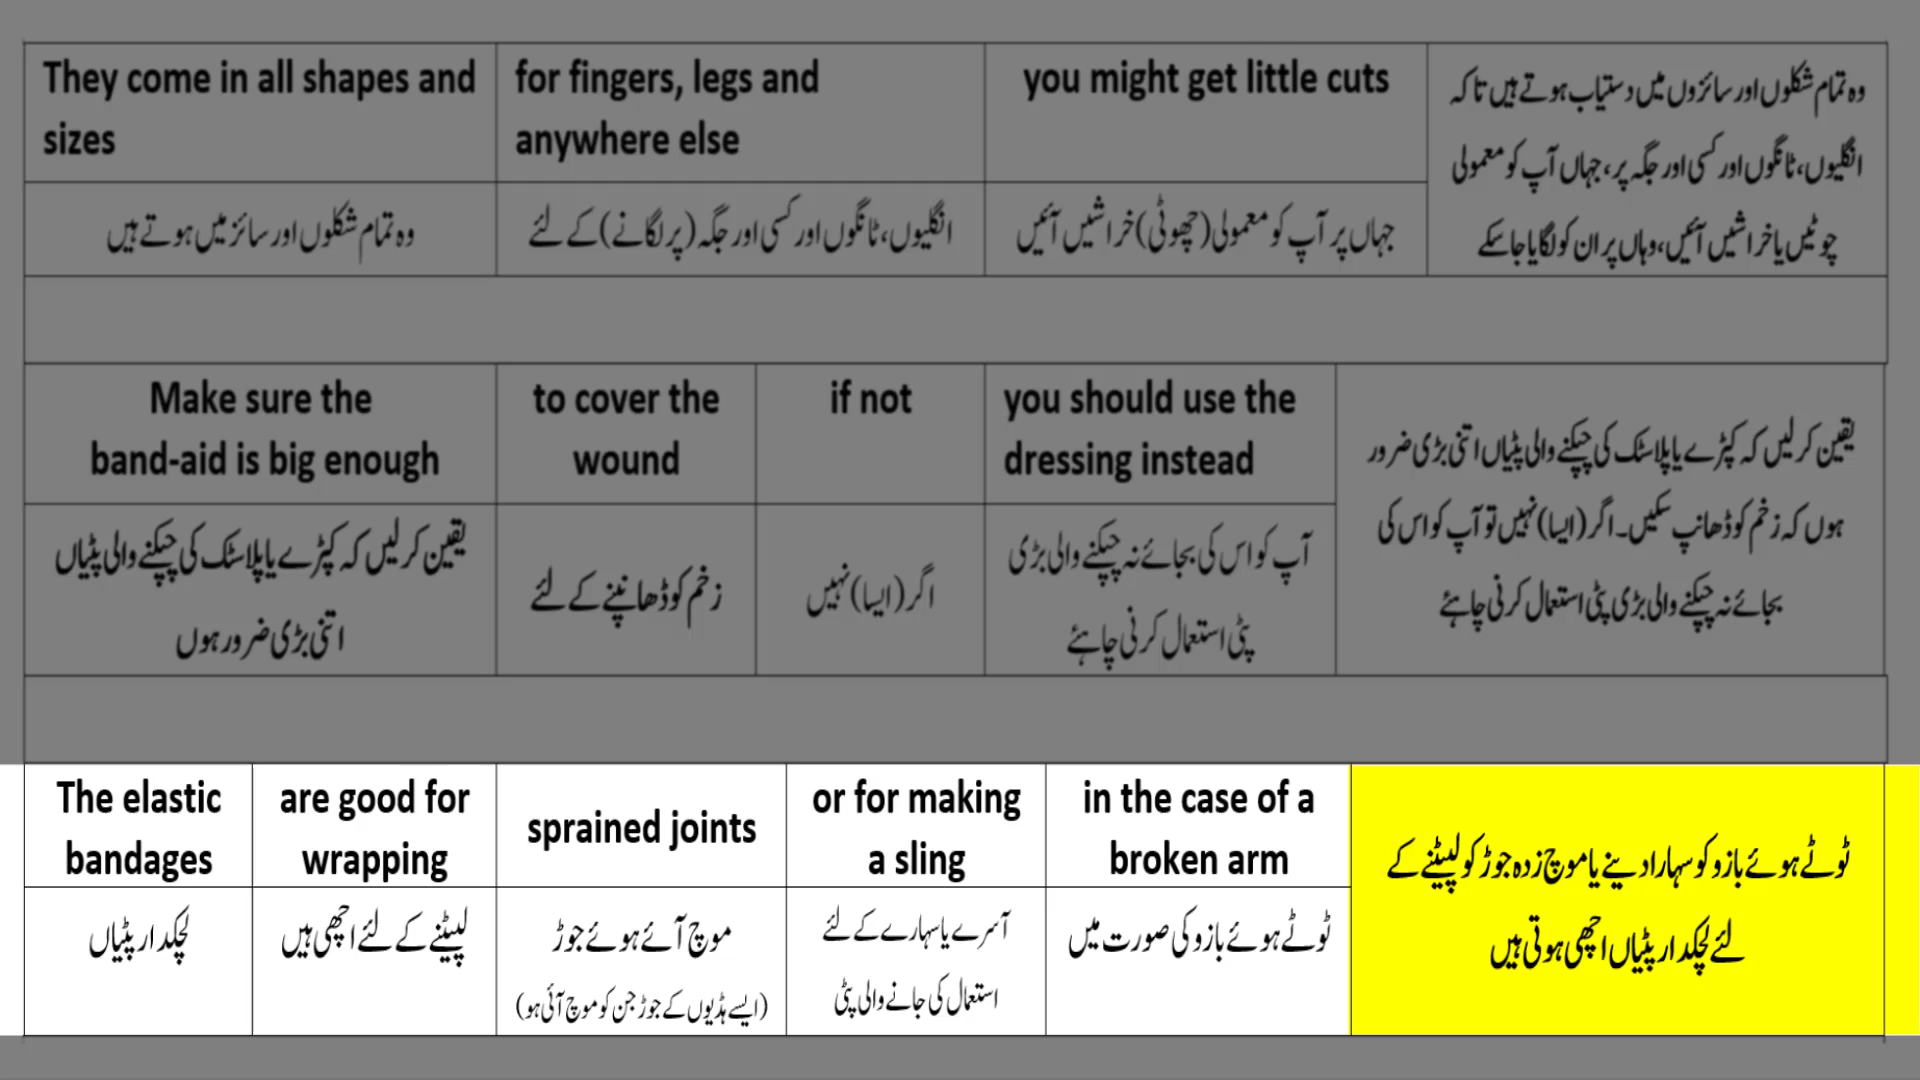 They come in all shapes and
sizes
for fingers, legs and
anywhere else
you might get little cuts
وہ تمام شکلوں اور سائزوں میں دستیاب ہوتے ہیں تاکہ
انگلیوں، ٹانگوں اور کسی اور جگہ پر، جہاں آپ کو معمولی
چوٹیں یا خراشیں آئیں، وہاں پر ان کو لگایا جا سکے
وہ تمام شکلوں اور سائز میں ہوتے ہیں
انگلیوں، ٹانگوں اور کسی اور جگہ (پر لگانے) کے لئے
جہاں پر آپ کو معمولی (چھوٹی) خراشیں آئیں
Make sure the
band-aid is big enough
to cover the
wound
if not
you should use the
dressing instead
یقین کر لیں کہ کپڑے یا پلاسٹک کی چپکنے والی پٹیاں اتنی بڑی ضرور
ہوں کہ زخم کو ڈھانپ سکیں۔ اگر (ایسا) نہیں تو آپ کو اس کی
بجائے نہ چپکنے والی بڑی پٹی استعمال کرنی چاہئے
یقین کر لیں کہ کپڑے یا پلاسٹک کی چپکنے والی پٹیاں
اتنی بڑی ضرور ہوں
زخم کو ڈھانپنے کے لئے
اگر (ایسا) نہیں
آپ کو اس کی بجائے نہ چپکنے والی بڑی
پٹی استعمال کرنی چاہئے
The elastic
bandages
are good for
wrapping
sprained joints
or for making
a sling
in the case of a
broken arm
ٹوٹے ہوئے بازو کو سہارا دینے یا موچ زدہ جوڑ کو لپیٹنے کے
لئے لچکدار پٹیاں اچھی ہوتی ہیں
لچکدار پٹیاں
لپیٹنے کے لئے اچھی ہیں
موچ آئے ہوئے جوڑ
(ایسے ہڈیوں کے جوڑ جن کو موچ آئی ہو)
آسرے یا سہارے کے لئے
استعمال کی جانے والی پٹی
ٹوٹے ہوئے بازو کی صورت میں